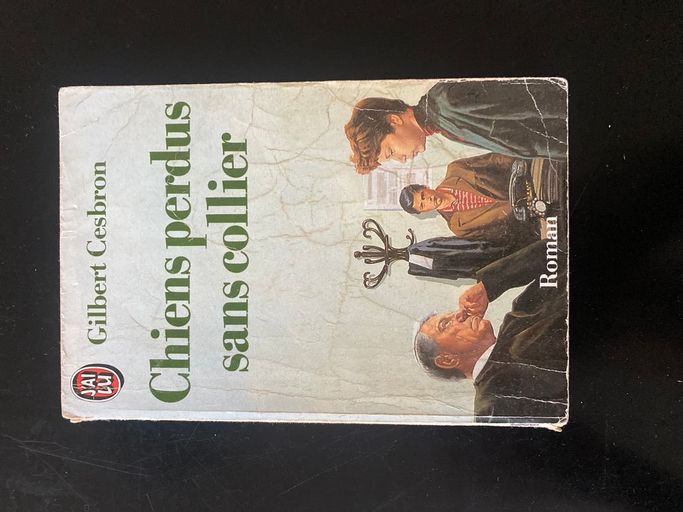 J'AI
LU
Gilbert Cesbron
Chiens perdus
sans collier
Roman